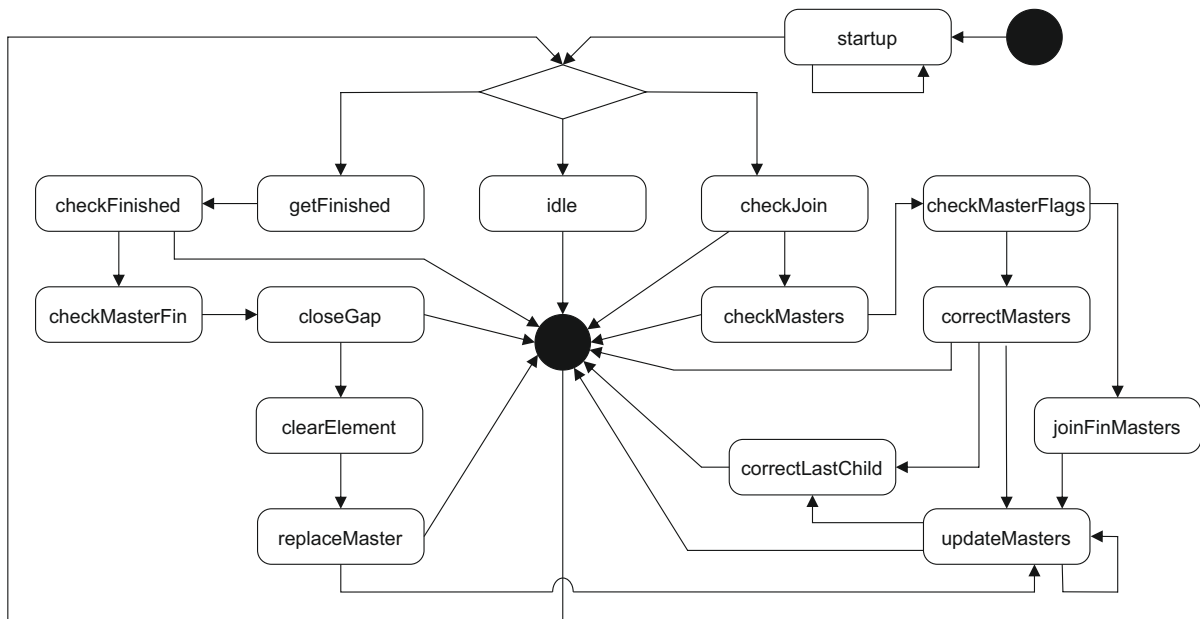 startup
checkFinished
getFinished
idle
checkJoin
checkMasterFlags
checkMasterFin
closeGap
checkMasters
correctMasters
clearElement
correctLastChild
joinFinMasters
replaceMaster
updateMasters